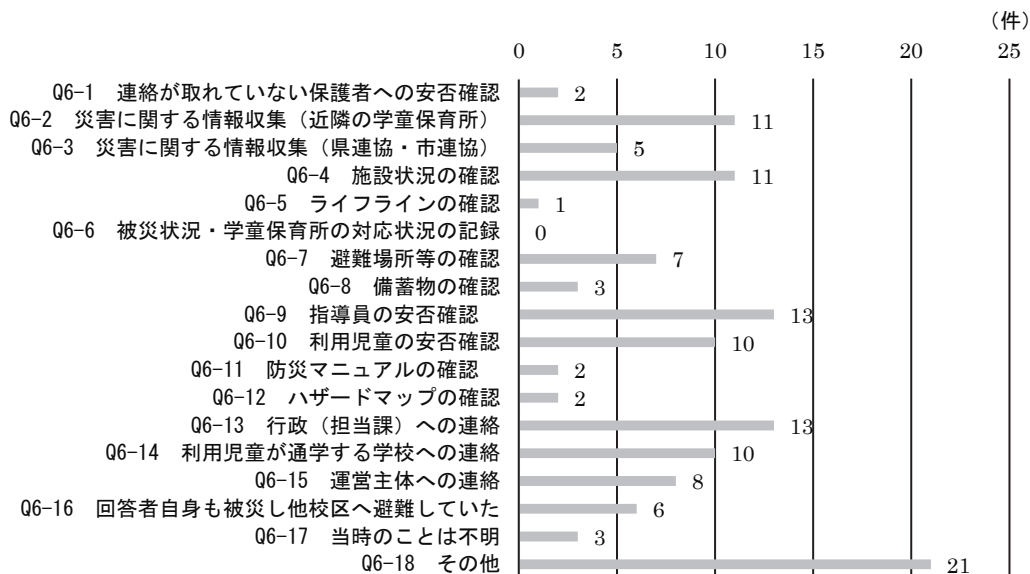 （件）
0 5 10 15 20 25
Q6-1 連絡が取れていない保護者への安否確認 2
Q6-2 災害に関する情報収集（近隣の学童保育所） 11
Q6-3 災害に関する情報収集（県連協・市連協） 5
Q6-4 施設状況の確認 11
Q6-5 ライフラインの確認 1
Q6-6 被災状況・学童保育所の対応状況の記録 0
Q6-7 避難場所等の確認 7
Q6-8 備蓄物の確認 3
Q6-9 指導員の安否確認 13
Q6-10 利用児童の安否確認 10
Q6-11 防災マニュアルの確認 2
Q6-12 ハザードマップの確認 2
Q6-13 行政（担当課）への連絡 13
Q6-14 利用児童が通学する学校への連絡 10
Q6-15 運営主体への連絡 8
Q6-16 回答者自身も被災し他校区へ避難していた 6
Q6-17 当時のことは不明 3
Q6-18 その他 21